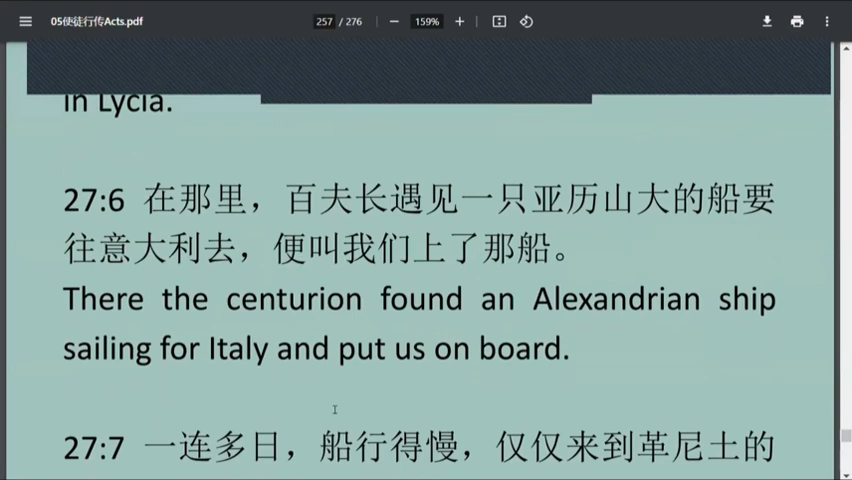 05使徒行传Acts.pdf
257 / 276
159%
in Lycia.
27:6 在那里，百夫长遇见一只亚历山大的船要
往意大利去，便叫我们上了那船。
There the centurion found an Alexandrian ship
sailing for Italy and put us on board.
27:7 一连多日，船行得慢，仅仅来到革尼土的